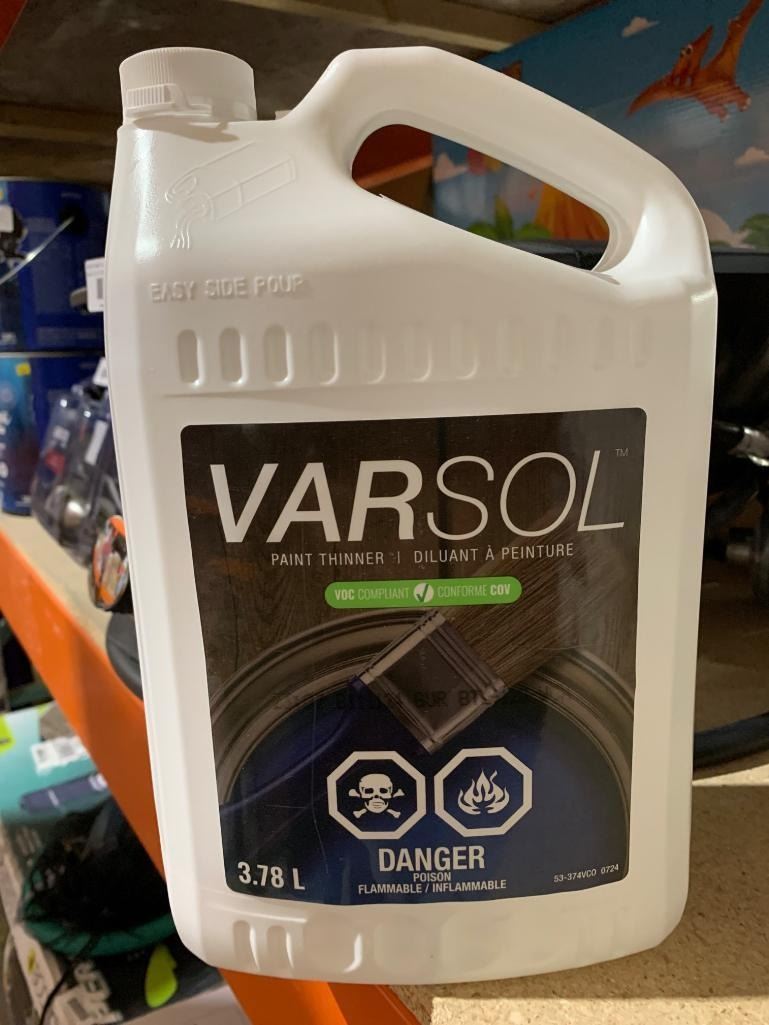 EASY SIDE POUR
VARSOL™
PAINT THINNER | DILUANT À PEINTURE
VOC COMPLIANT CONFORME COV
DANGER
POISON
FLAMMABLE / INFLAMMABLE
3.78 L
53-374VCO 0724